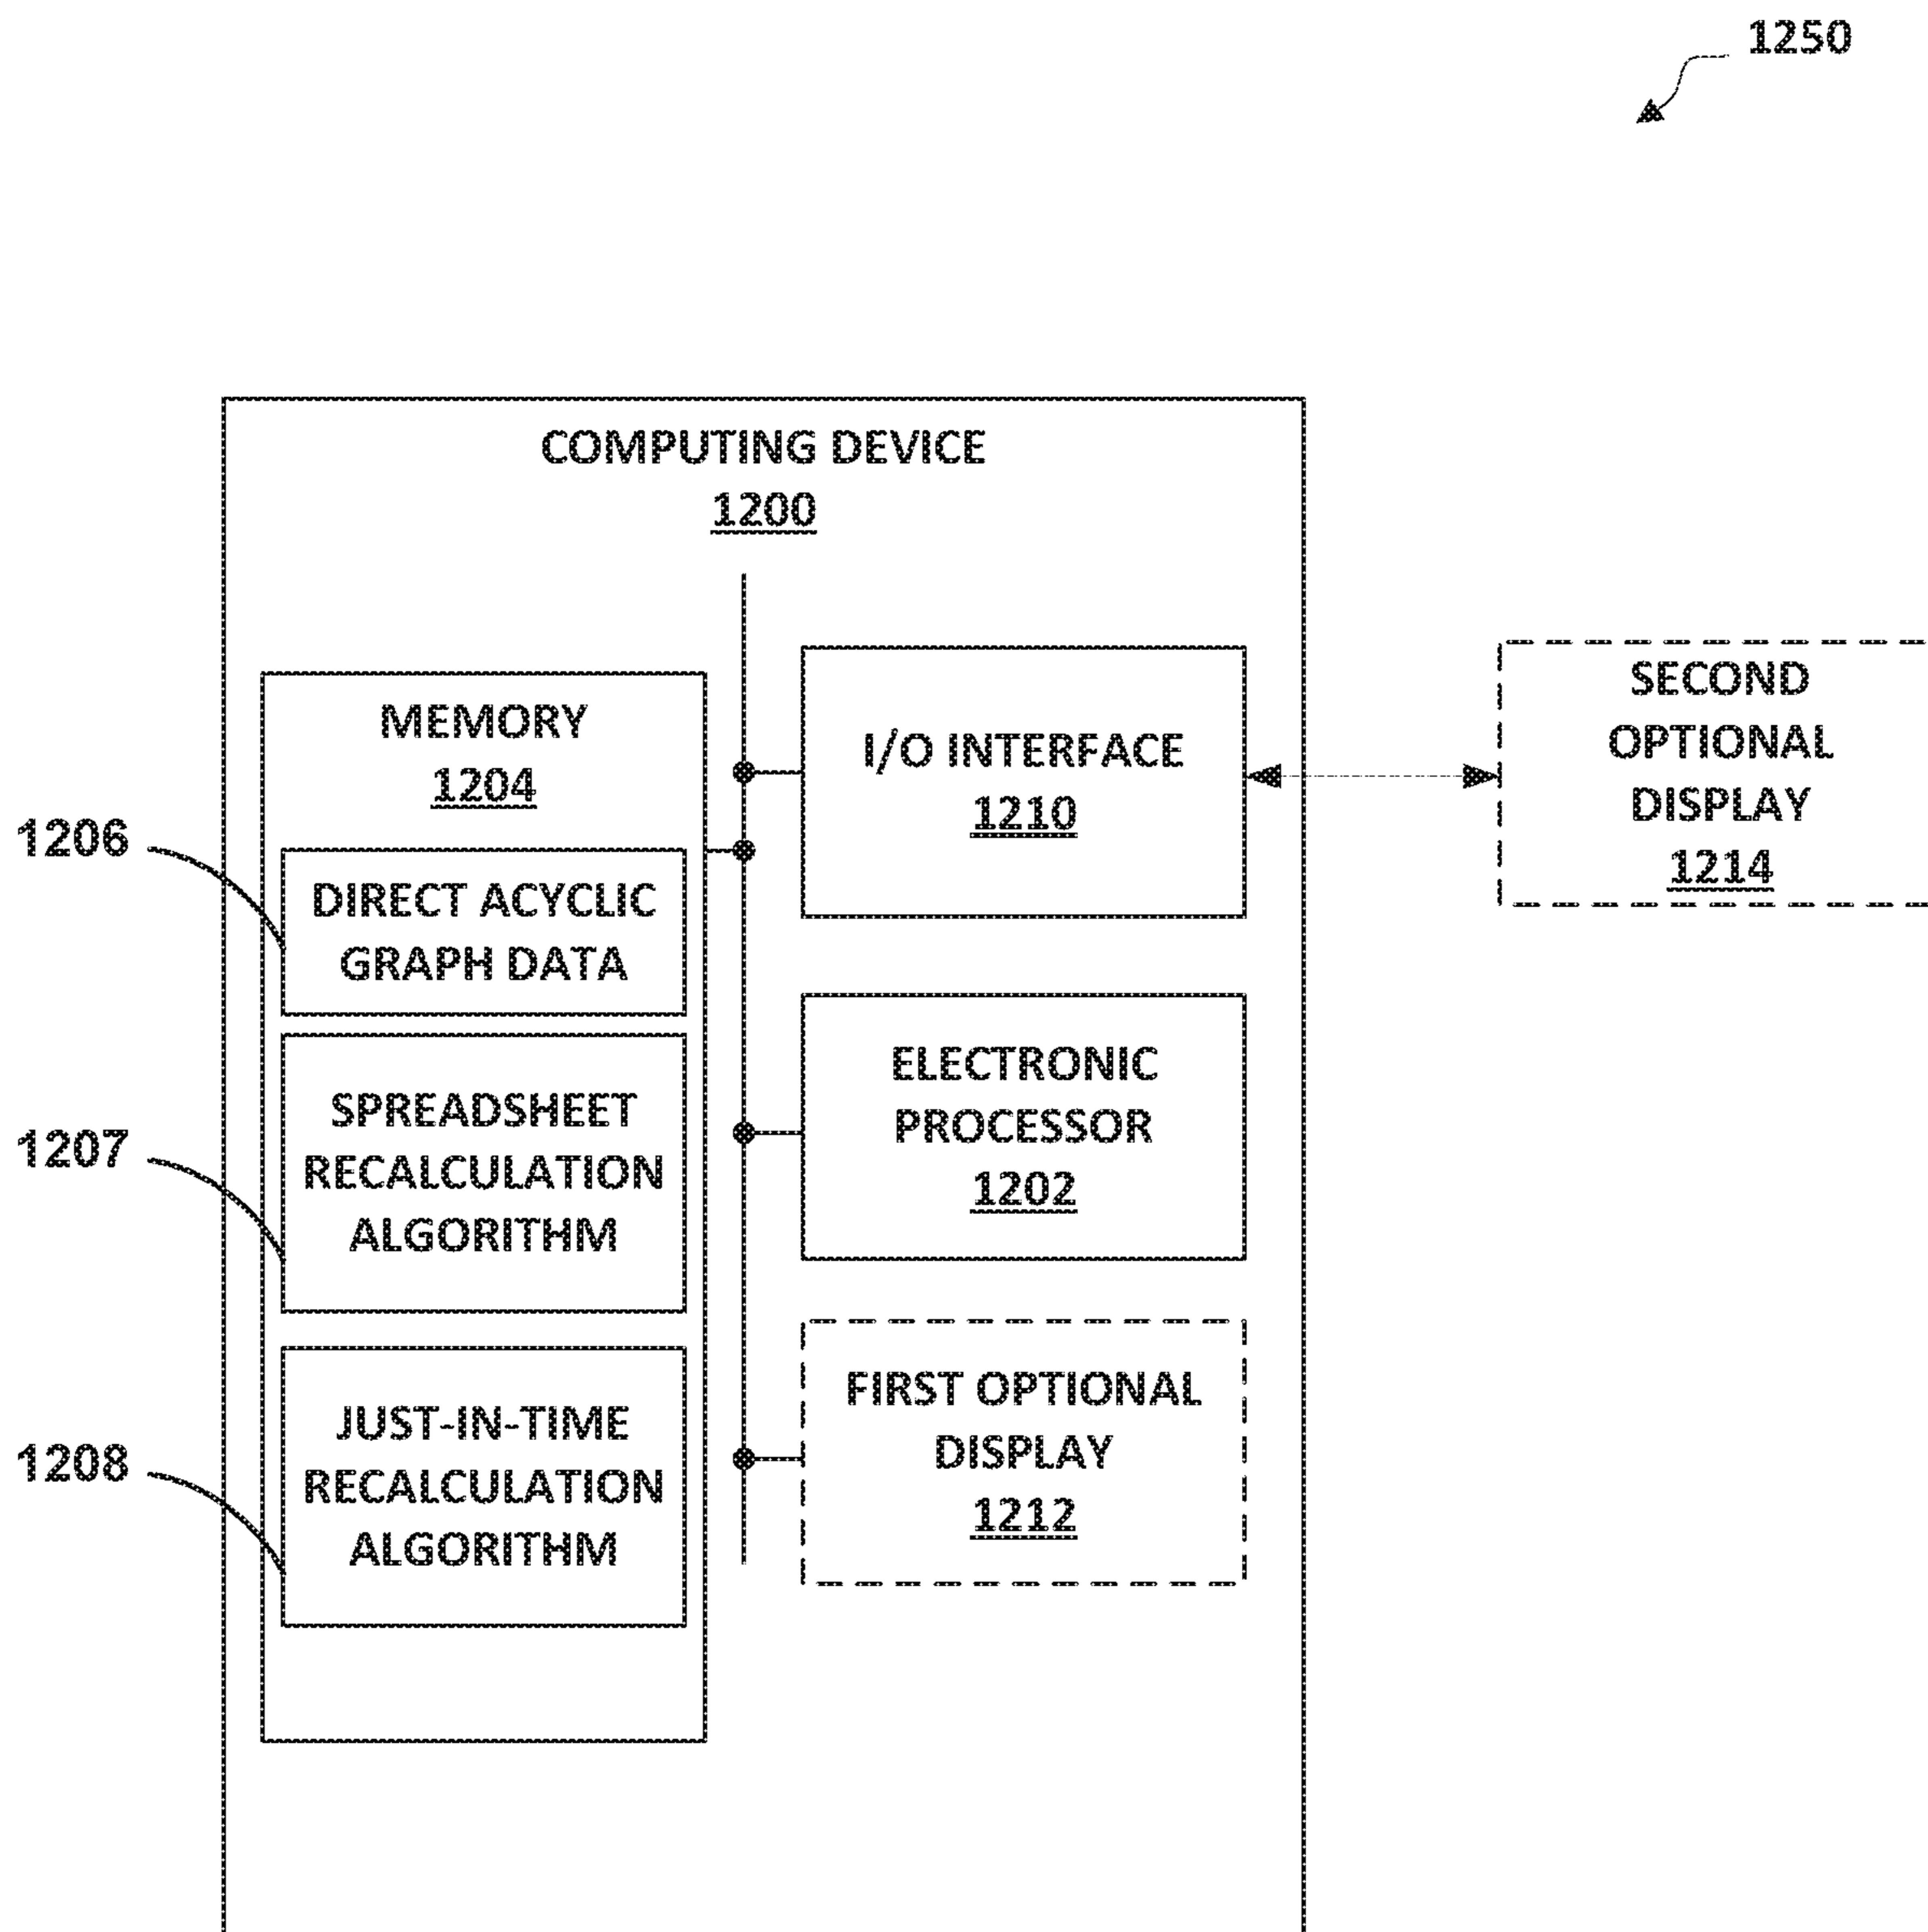 1250
COMPUTING DEVICE
1200
MEMORY
1204
1206
DIRECT ACYCLIC
GRAPH DATA
1207
SPREADSHEET
RECALCULATION
ALGORITHM
1208
JUST-IN-TIME
RECALCULATION
ALGORITHM
I/O INTERFACE
1210
ELECTRONIC
PROCESSOR
1202
FIRST OPTIONAL
DISPLAY
1212
SECOND
OPTIONAL
DISPLAY
1214